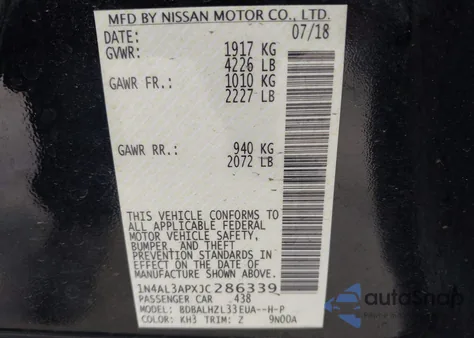 MFD BY NISSAN MOTOR CO., LTD.
DATE: 07/18
GVWR: 1917 KG
4226 LB
GAWR FR.: 1010 KG
2227 LB
GAWR RR.: 940 KG
2072 LB
THIS VEHICLE CONFORMS TO
ALL APPLICABLE FEDERAL
MOTOR VEHICLE SAFETY,
BUMPER, AND THEFT
PREVENTION STANDARDS IN
EFFECT ON THE DATE OF
MANUFACTURE SHOWN ABOVE.
1N4AL3APXJC286339
PASSENGER CAR 438
MODEL: BDBALHZL33EUA--H-P
COLOR: KH3 TRIM: Z 9N00A
autoSnap